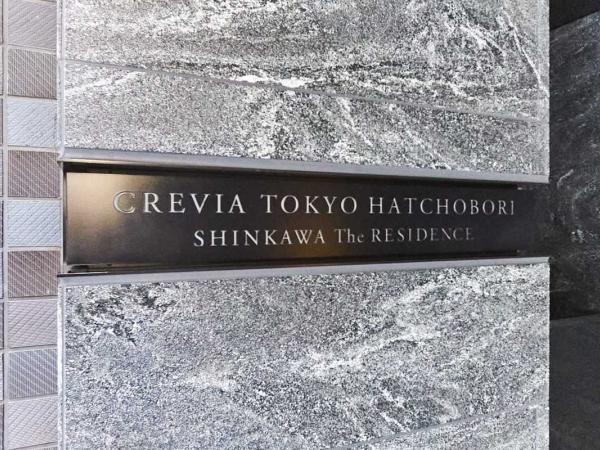 CREVIA TOKYO HATCHOBORI
SHINKAWA The RESIDENCE